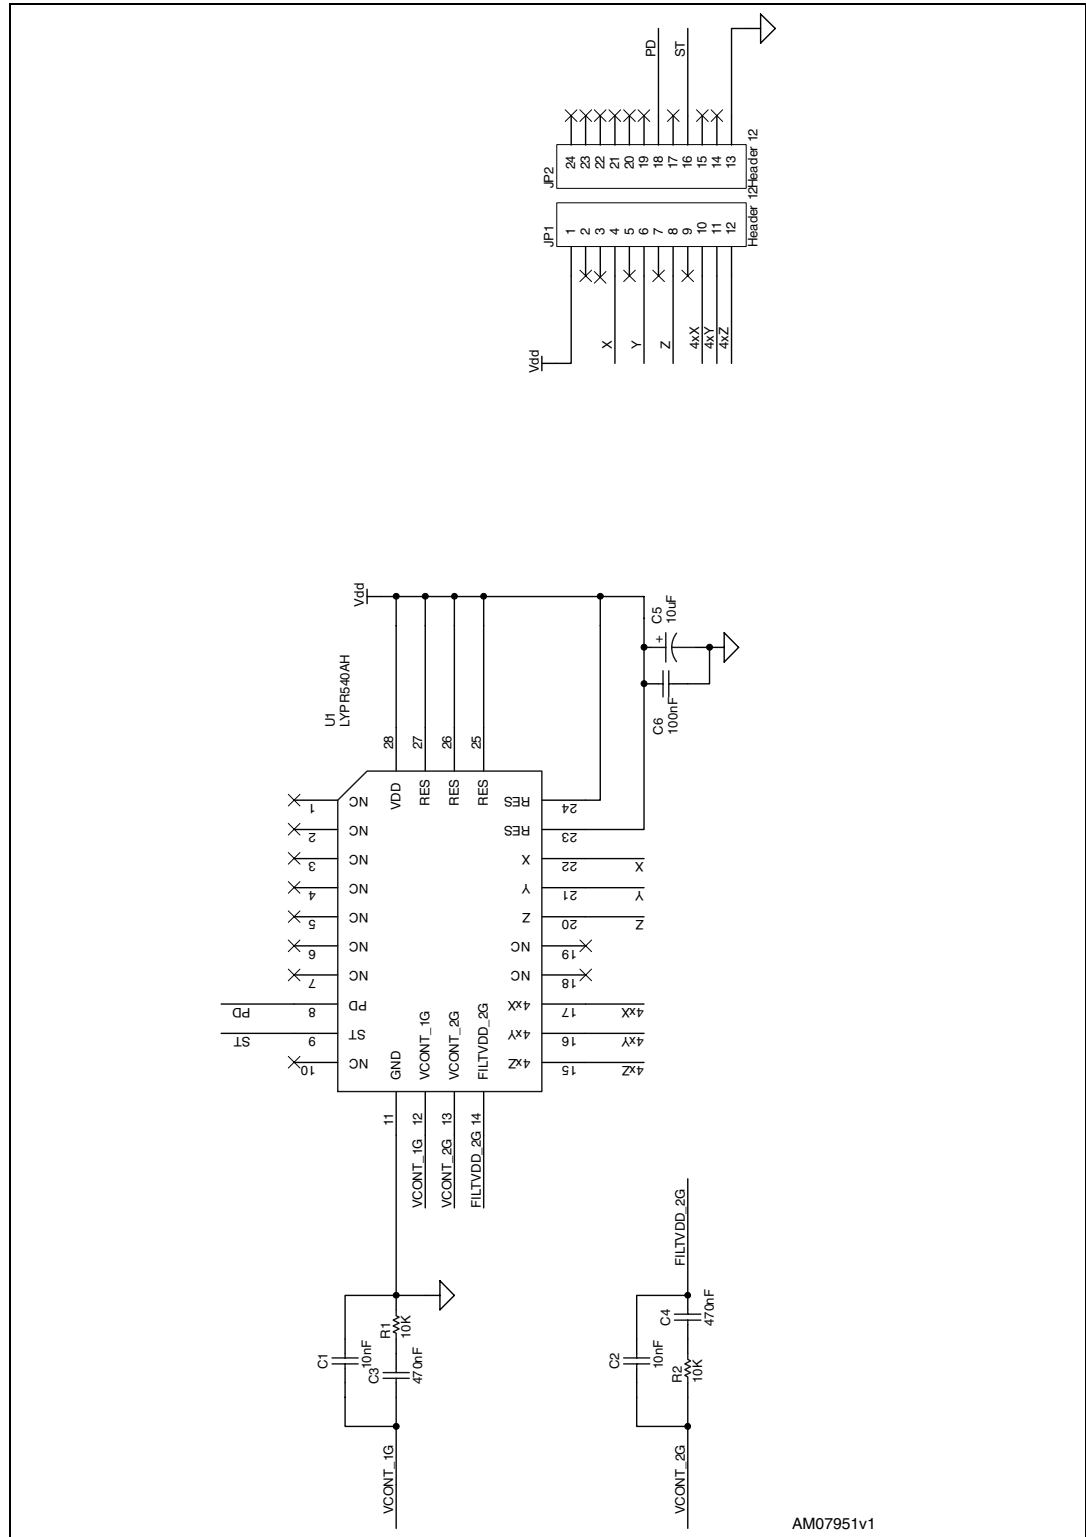 PD
ST
JP2
24
23
22
21
20
19
18
17
16
15
14
13
Header 12
JP1
1
2
3
4
5
6
7
8
9
10
11
12
Header 12
Vdd
X
Y
Z
4xX
4xY
4xZ
Vdd
C5
10uF
C6
100nF
U1
LYPR540AH
28
27
26
25
VDD
RES
RES
RES
1
NC
2
NC
3
NC
4
NC
5
NC
6
NC
7
NC
PD
8
PD
ST
9
ST
10
NC
RES
24
RES
23
X
22
X
Y
21
Y
Z
20
Z
NC
19
NC
18
4xX
17
4xX
4xY
16
4xY
4xZ
15
4xZ
GND
VCONT_1G
VCONT_2G
FILTVDD_2G
11
VCONT_1G 12
VCONT_2G 13
FILTVDD_2G 14
C1
10nF
R1
10K
C3
470nF
VCONT_1G
FILTVDD_2G
C2
10nF
C4
470nF
R2
10K
VCONT_2G
AM07951v1